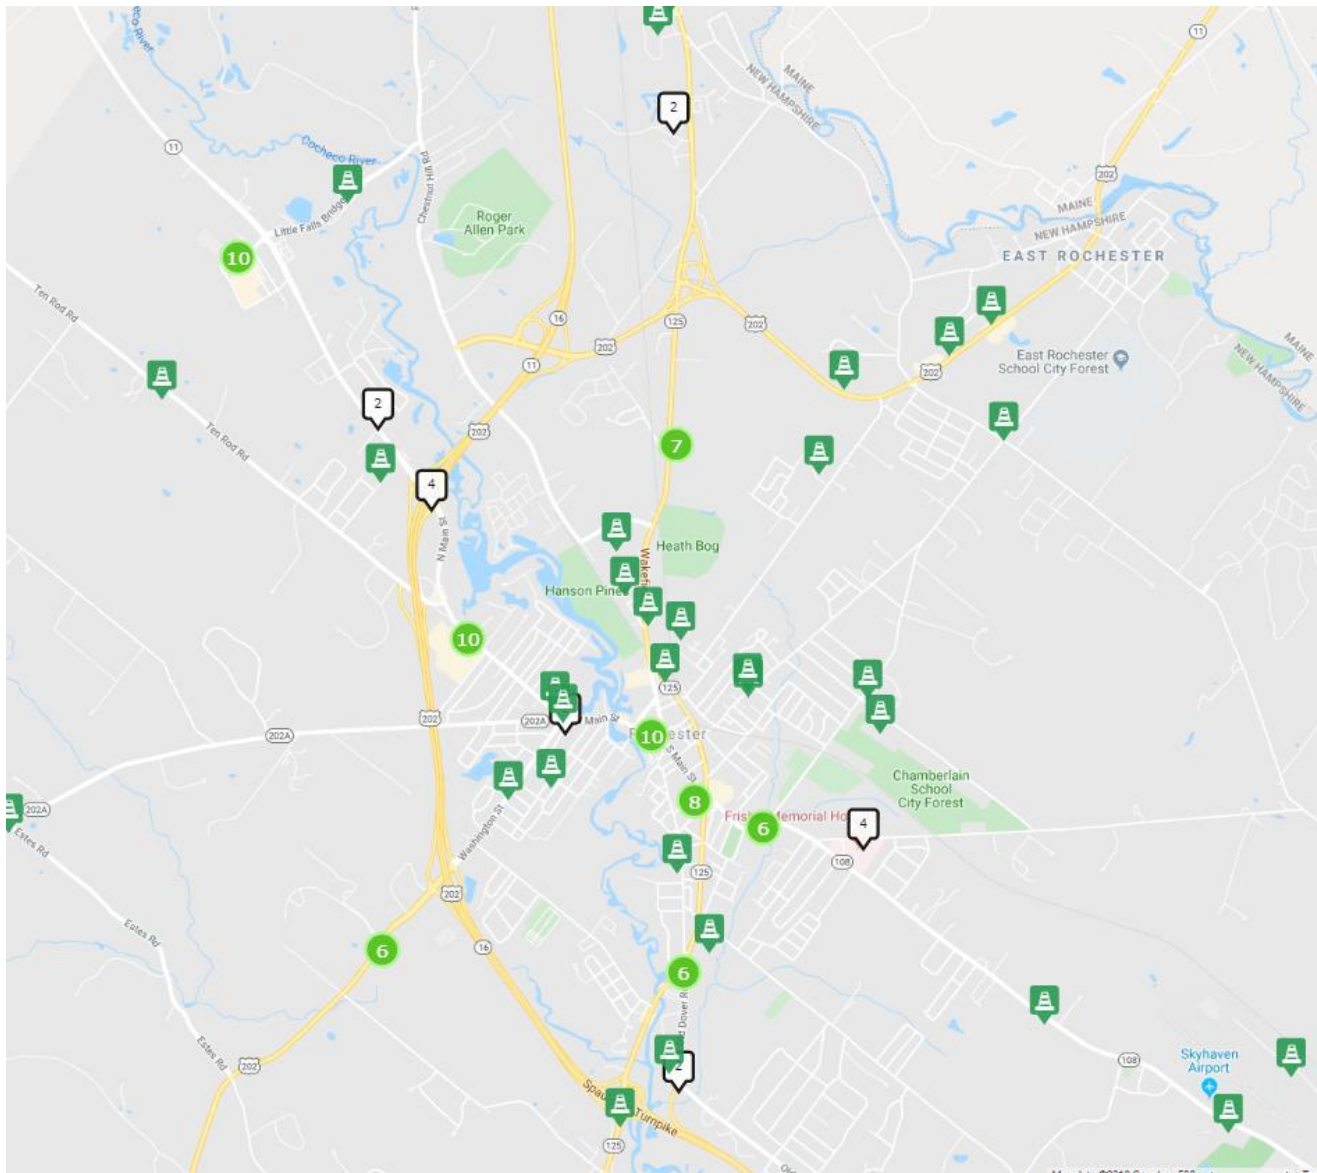 Cocheco
River
11
2
MAINE
NEW HAMPSHIRE
11
Cocheco River
Chestnut Hill Rd
202
MAINE
NEW HAMPSHIRE
Roger
Allen Park
Little Falls Bridge
EAST ROCHESTER
10
Ten Rod Rd
16
125
202
202
11
East Rochester
School City Forest
202
MAINE
NEW HAMPSHIRE
2
Ten Rod Rd
202
7
4
N Main St
Heath Bog
Hanson Pines
10
125
202
202A
Main St
202A
10
S Main St
Chamberlain
School
City Forest
8
202A
Estes Rd
6
4
Washington St
108
125
202
Estes Rd
16
6
6
Estes Rd
202
108
Skyhaven
Airport
2
Turnpike
125